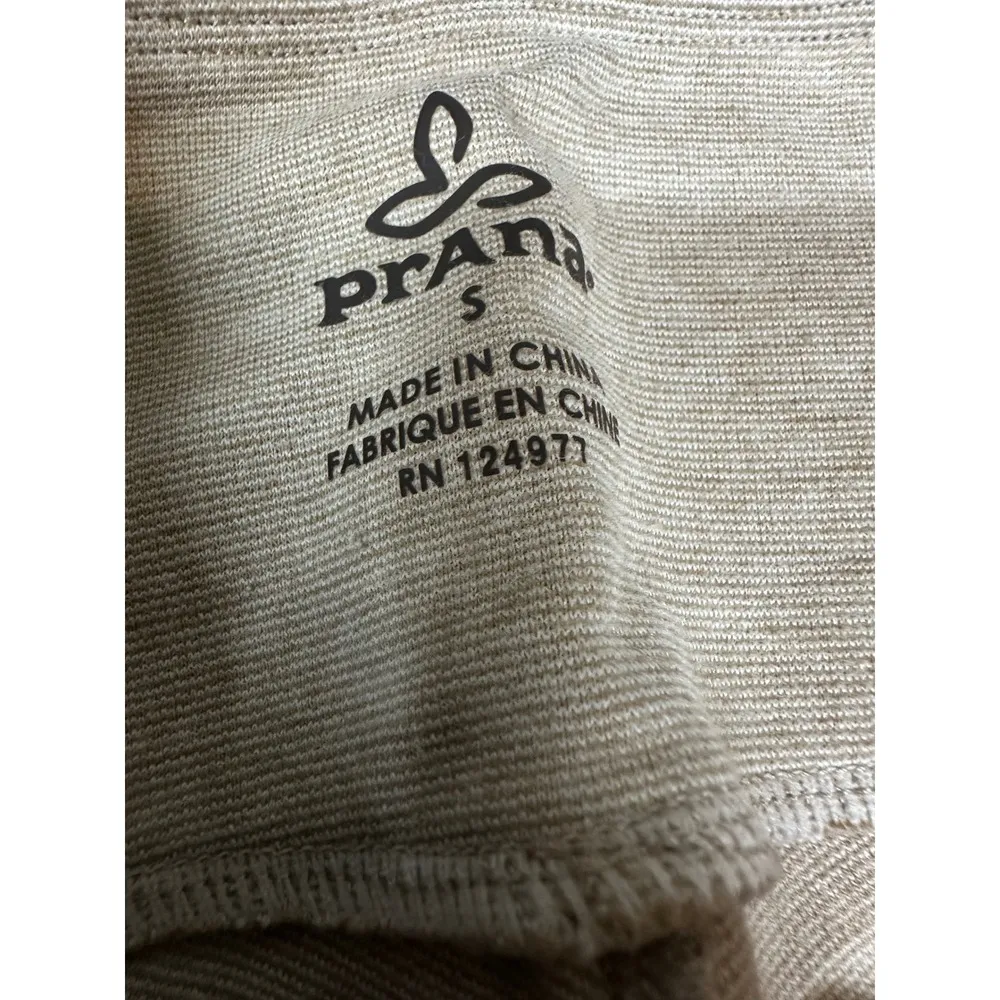 prAna
S
MADE IN CHINA
FABRIQUE EN CHINE
RN 124977